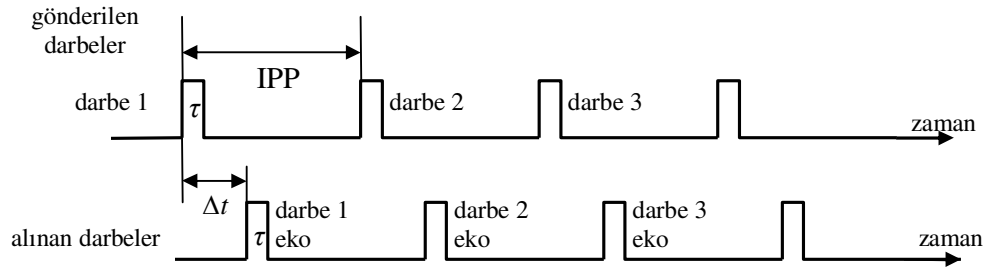 gönderilen
darbeler
IPP
darbe 1
τ
darbe 2
darbe 3
zaman
Δt
alınan darbeler
τ
darbe 1
eko
darbe 2
eko
darbe 3
eko
zaman